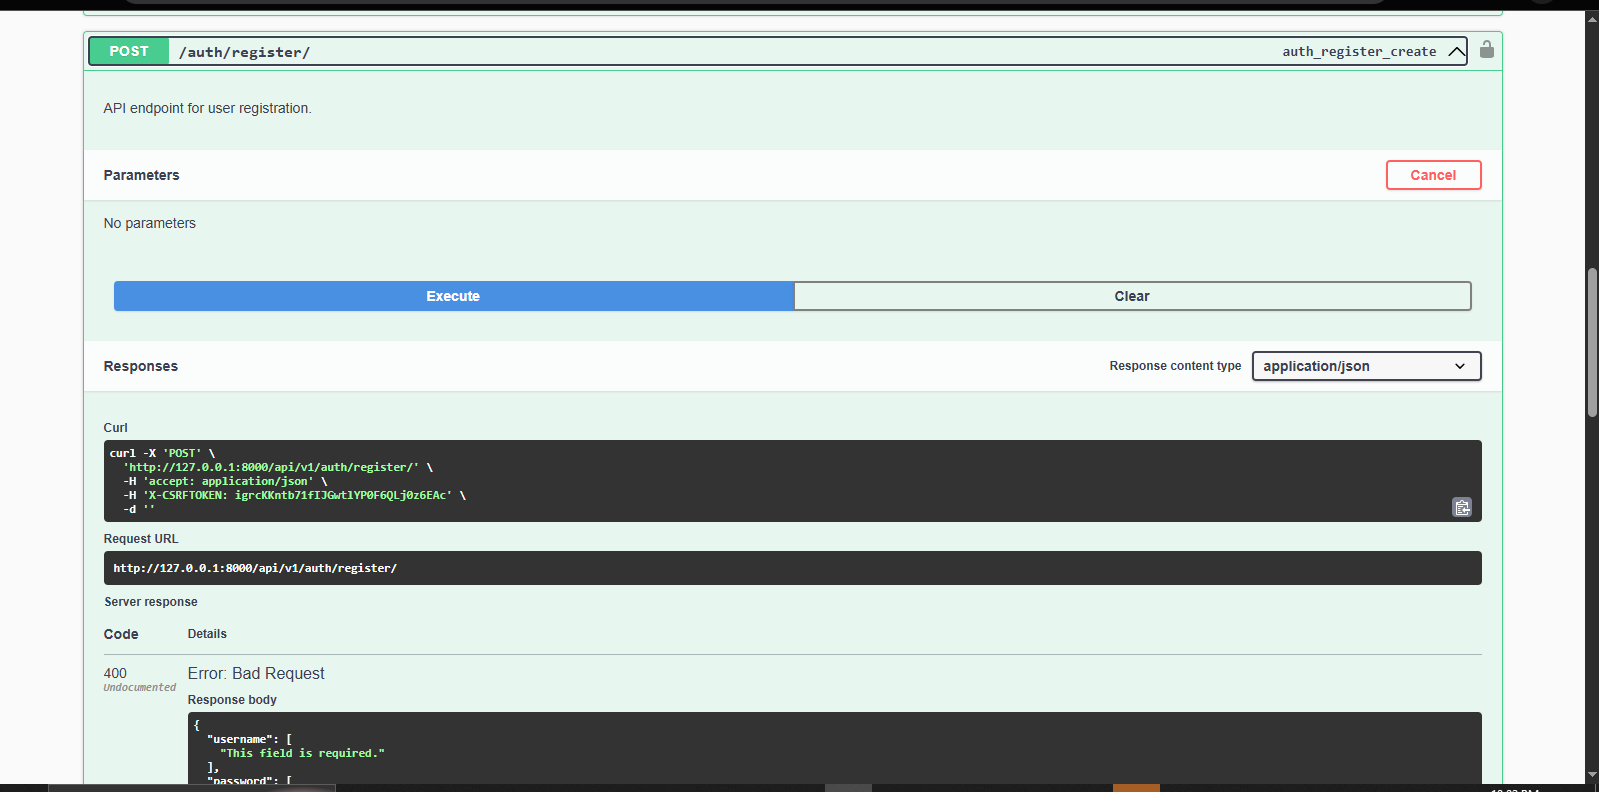 POST /auth/register/ auth_register_create
API endpoint for user registration.
Parameters Cancel
No parameters
Execute Clear
Responses Response content type application/json
Curl
curl -X 'POST' \
'http://127.0.0.1:8000/api/v1/auth/register/' \
-H 'accept: application/json' \
-H 'X-CSRFTOKEN: igrcKKntb71fIJGwtlYP0F6QLj0z6EAc' \
-d ''
Request URL
http://127.0.0.1:8000/api/v1/auth/register/
Server response
Code Details
400 Error: Bad Request
Undocumented
Response body
{
"username": [
"This field is required."
],
"password": [